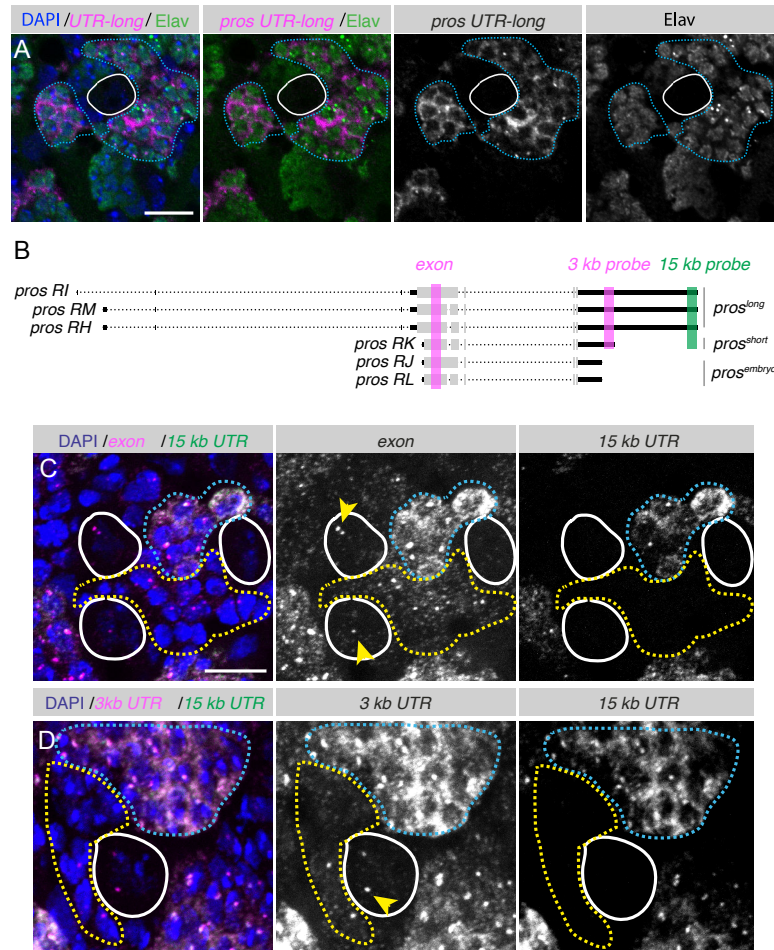 DAPI /UTR-long / Elav
pros UTR-long /Elav
pros UTR-long
Elav
A
B
exon
3 kb probe
15 kb probe
pros RI
pros RM
pros RH
pros RK
pros RJ
pros RL
pros long
pros short
pros embryo
DAPI /exon /15 kb UTR
exon
15 kb UTR
C
DAPI /3kb UTR /15 kb UTR
3 kb UTR
15 kb UTR
D